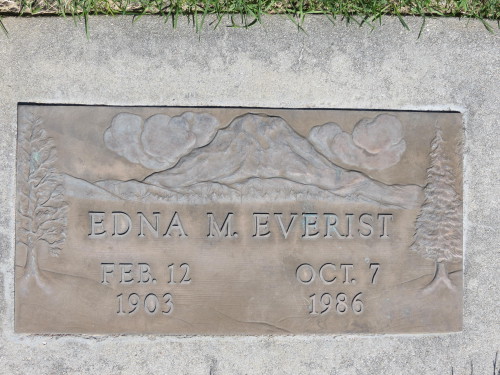 EDNA M. EVERIST
FEB. 12 OCT. 7
1903 1986